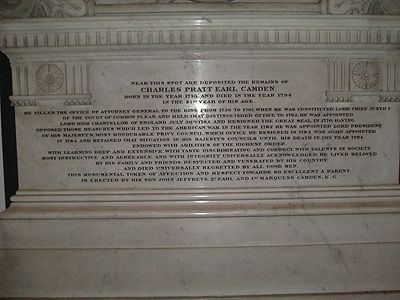 NEAR THIS SPOT ARE DEPOSITED THE REMAINS OF
CHARLES PRATT EARL CAMDEN,
BORN IN THE YEAR 1713, AND DIED IN THE YEAR 1794
IN THE 81ST YEAR OF HIS AGE.
HE FILLED THE OFFICE OF ATTORNEY GENERAL TO THE KING FROM 1757 TO 1762, WHEN HE WAS CONSTITUTED LORD CHIEF JUSTICE
OF THE COURT OF COMMON PLEAS, AND HELD THAT DISTINGUISHED OFFICE TO 1765. HE WAS APPOINTED
LORD HIGH CHANCELLOR OF ENGLAND JULY 30, 1765, AND RESIGNED THE GREAT SEAL IN 1770, HAVING
OPPOSED THOSE MEASURES WHICH LED TO THE AMERICAN WAR. IN THE YEAR 1782 HE WAS APPOINTED LORD PRESIDENT
OF HIS MAJESTY'S MOST HONOURABLE PRIVY COUNCIL, WHICH OFFICE HE RESIGNED IN 1783, WAS AGAIN APPOINTED
IN 1784 AND RETAINED THAT STATION IN HIS MAJESTY'S COUNCILS UNTIL HIS DEATH IN THE YEAR 1794.
ENDOWED WITH ABILITIES OF THE HIGHEST ORDER,
WITH LEARNING DEEP AND EXTENSIVE, WITH TASTE DISCRIMINATING AND CORRECT, WITH TALENTS IN SOCIETY
MOST INSTRUCTIVE AND AGREEABLE AND WITH INTEGRITY UNIVERSALLY ACKNOWLEDGED, HE LIVED BELOVED
BY HIS FAMILY AND FRIENDS, RESPECTED AND VENERATED BY HIS COUNTRY
AND DIED UNIVERSALLY REGRETTED BY ALL GOOD MEN.
THIS MONUMENTAL TOKEN OF AFFECTION AND RESPECT TOWARDS SO EXCELLENT A PARENT
IS ERECTED BY HIS SON JOHN JEFFREYS, 2D EARL AND 1ST MARQUESS CAMDEN, K. G.